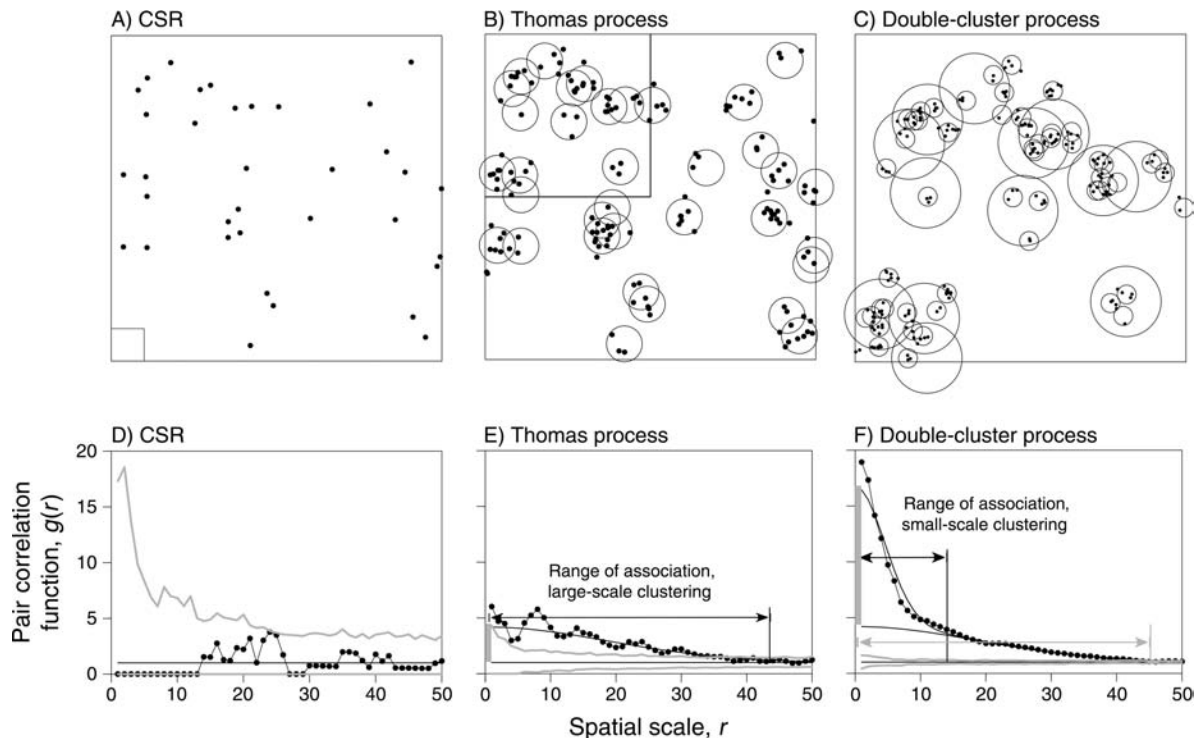 A) CSR
B) Thomas process
C) Double-cluster process
D) CSR
E) Thomas process
F) Double-cluster process
Pair correlation
function, g(r)
20
15
10
5
0
Range of association,
large-scale clustering
Range of association,
small-scale clustering
0 10 20 30 40 50
0 10 20 30 40 50
0 10 20 30 40 50
Spatial scale, r